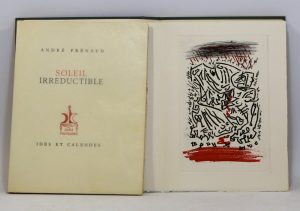 ANDRÉ FRÉNAUD
SOLEIL
IRRÉDUCTIBLE
IDES ET CALENDES